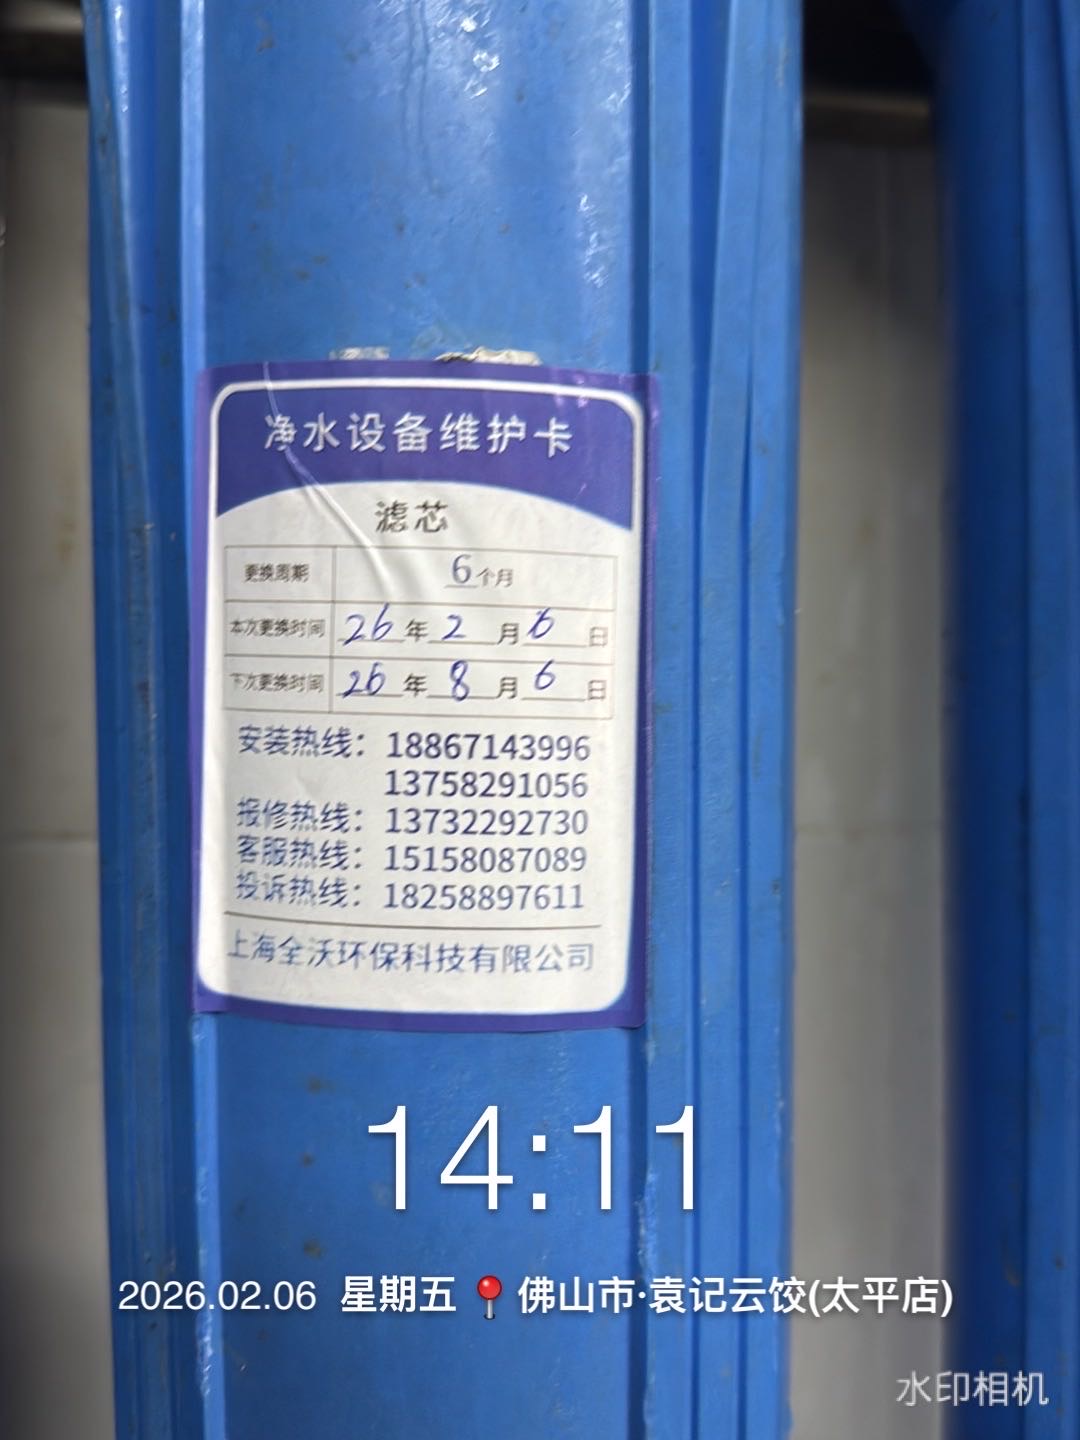 净水设备维护卡
滤芯
更换周期 6个月
本次更换时间 26年2月6日
下次更换时间 26年8月6日
安装热线：18867143996
13758291056
报修热线：13732292730
客服热线：15158087089
投诉热线：18258897611
上海全沃环保科技有限公司
14:11
2026.02.06 星期五 📍佛山市·袁记云饺(太平店)
水印相机